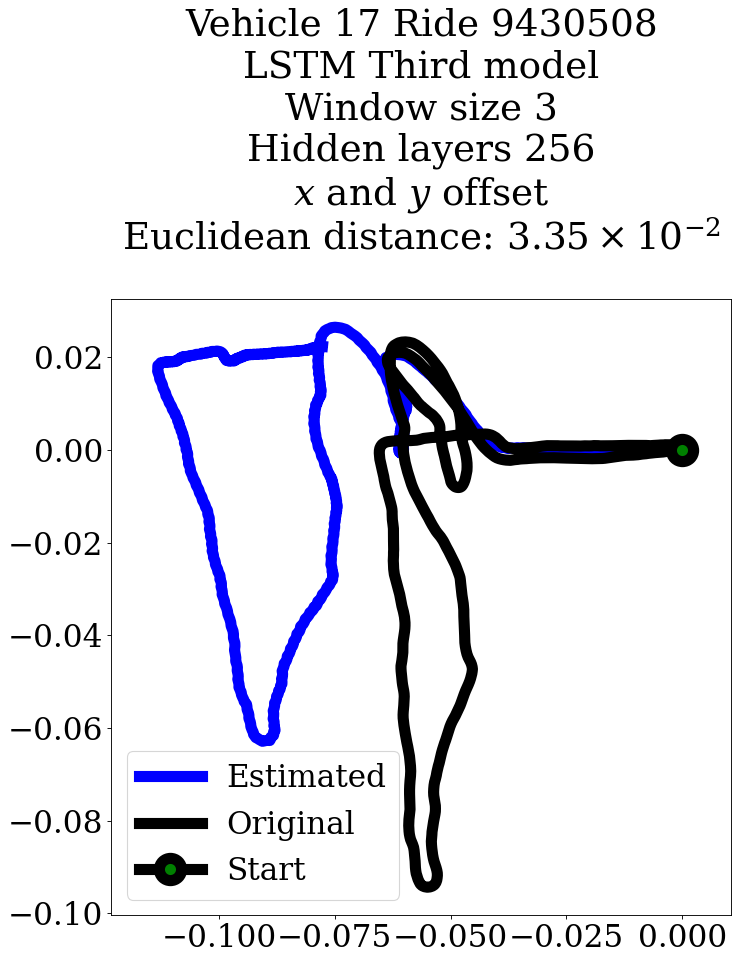 Vehicle 17 Ride 9430508
LSTM Third model
Window size 3
Hidden layers 256
x and y offset
Euclidean distance: 3.35 × 10⁻²
0.02
0.00
−0.02
−0.04
−0.06
−0.08
−0.10
Estimated
Original
Start
−0.100 −0.075 −0.050 −0.025 0.000